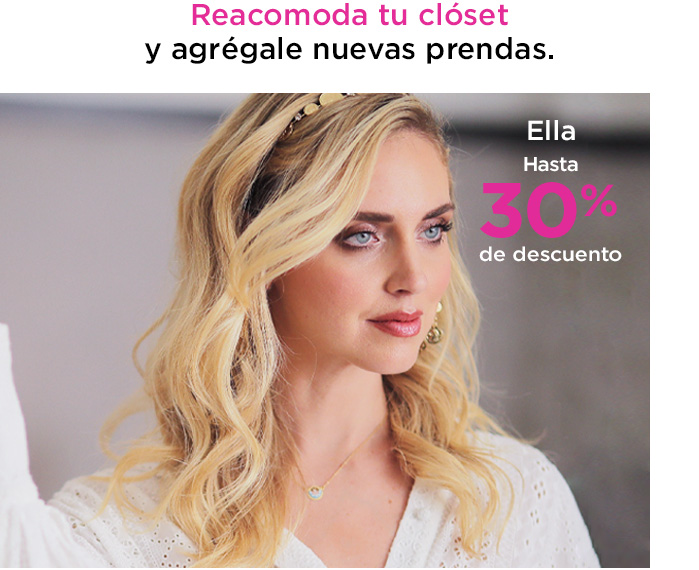 Reacomoda tu clóset
y agrégale nuevas prendas.
Ella
Hasta
30%
de descuento